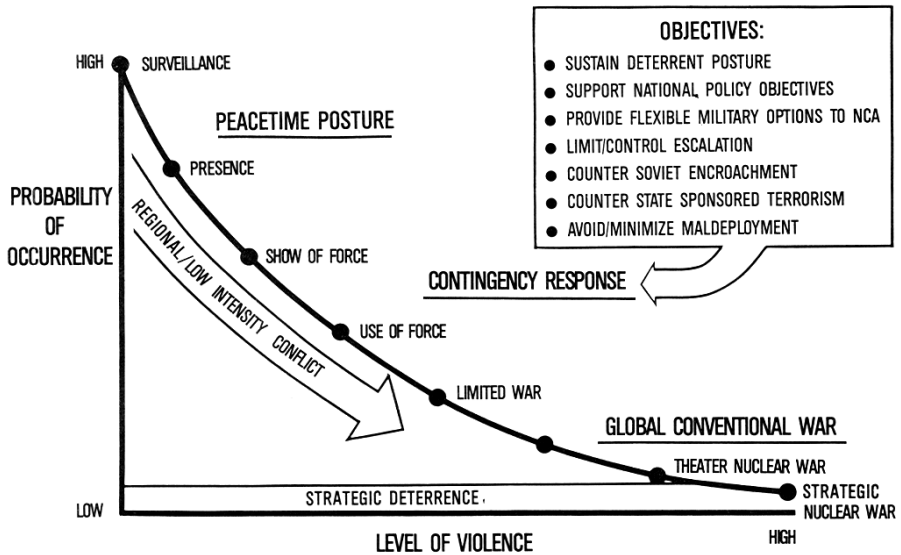 OBJECTIVES:
● SUSTAIN DETERRENT POSTURE
● SUPPORT NATIONAL POLICY OBJECTIVES
● PROVIDE FLEXIBLE MILITARY OPTIONS TO NCA
● LIMIT/CONTROL ESCALATION
● COUNTER SOVIET ENCROACHMENT
● COUNTER STATE SPONSORED TERRORISM
● AVOID/MINIMIZE MALDEPLOYMENT
HIGH
SURVEILLANCE
PEACETIME POSTURE
PRESENCE
PROBABILITY
OF
OCCURRENCE
SHOW OF FORCE
REGIONAL/LOW INTENSITY CONFLICT
CONTINGENCY RESPONSE
USE OF FORCE
LIMITED WAR
GLOBAL CONVENTIONAL WAR
THEATER NUCLEAR WAR
STRATEGIC
NUCLEAR WAR
STRATEGIC DETERRENCE
LOW
LEVEL OF VIOLENCE
HIGH